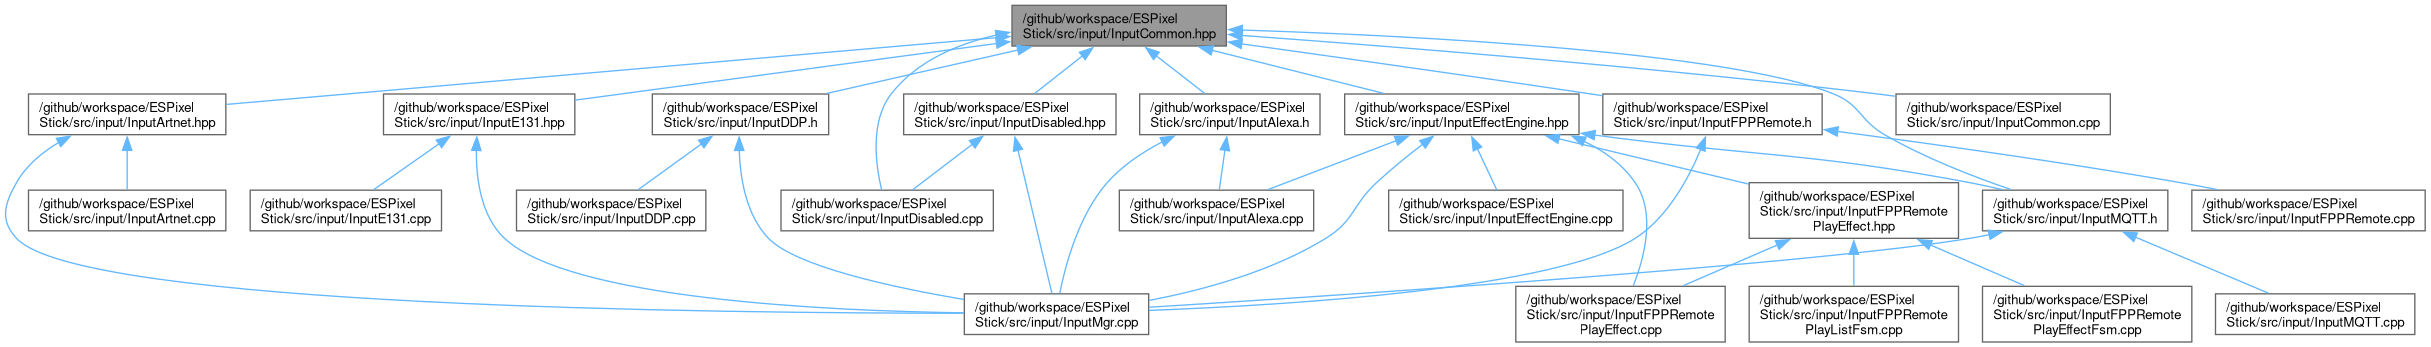 /github/workspace/ESPixel
Stick/src/input/InputCommon.hpp
/github/workspace/ESPixel
Stick/src/input/InputArtnet.hpp
/github/workspace/ESPixel
Stick/src/input/InputE131.hpp
/github/workspace/ESPixel
Stick/src/input/InputDDP.h
/github/workspace/ESPixel
Stick/src/input/InputDisabled.hpp
/github/workspace/ESPixel
Stick/src/input/InputAlexa.h
/github/workspace/ESPixel
Stick/src/input/InputEffectEngine.hpp
/github/workspace/ESPixel
Stick/src/input/InputFPPRemote.h
/github/workspace/ESPixel
Stick/src/input/InputCommon.cpp
/github/workspace/ESPixel
Stick/src/input/InputArtnet.cpp
/github/workspace/ESPixel
Stick/src/input/InputE131.cpp
/github/workspace/ESPixel
Stick/src/input/InputDDP.cpp
/github/workspace/ESPixel
Stick/src/input/InputDisabled.cpp
/github/workspace/ESPixel
Stick/src/input/InputAlexa.cpp
/github/workspace/ESPixel
Stick/src/input/InputEffectEngine.cpp
/github/workspace/ESPixel
Stick/src/input/InputFPPRemote
PlayEffect.hpp
/github/workspace/ESPixel
Stick/src/input/InputMQTT.h
/github/workspace/ESPixel
Stick/src/input/InputFPPRemote.cpp
/github/workspace/ESPixel
Stick/src/input/InputMgr.cpp
/github/workspace/ESPixel
Stick/src/input/InputFPPRemote
PlayEffect.cpp
/github/workspace/ESPixel
Stick/src/input/InputFPPRemote
PlayListFsm.cpp
/github/workspace/ESPixel
Stick/src/input/InputFPPRemote
PlayEffectFsm.cpp
/github/workspace/ESPixel
Stick/src/input/InputMQTT.cpp